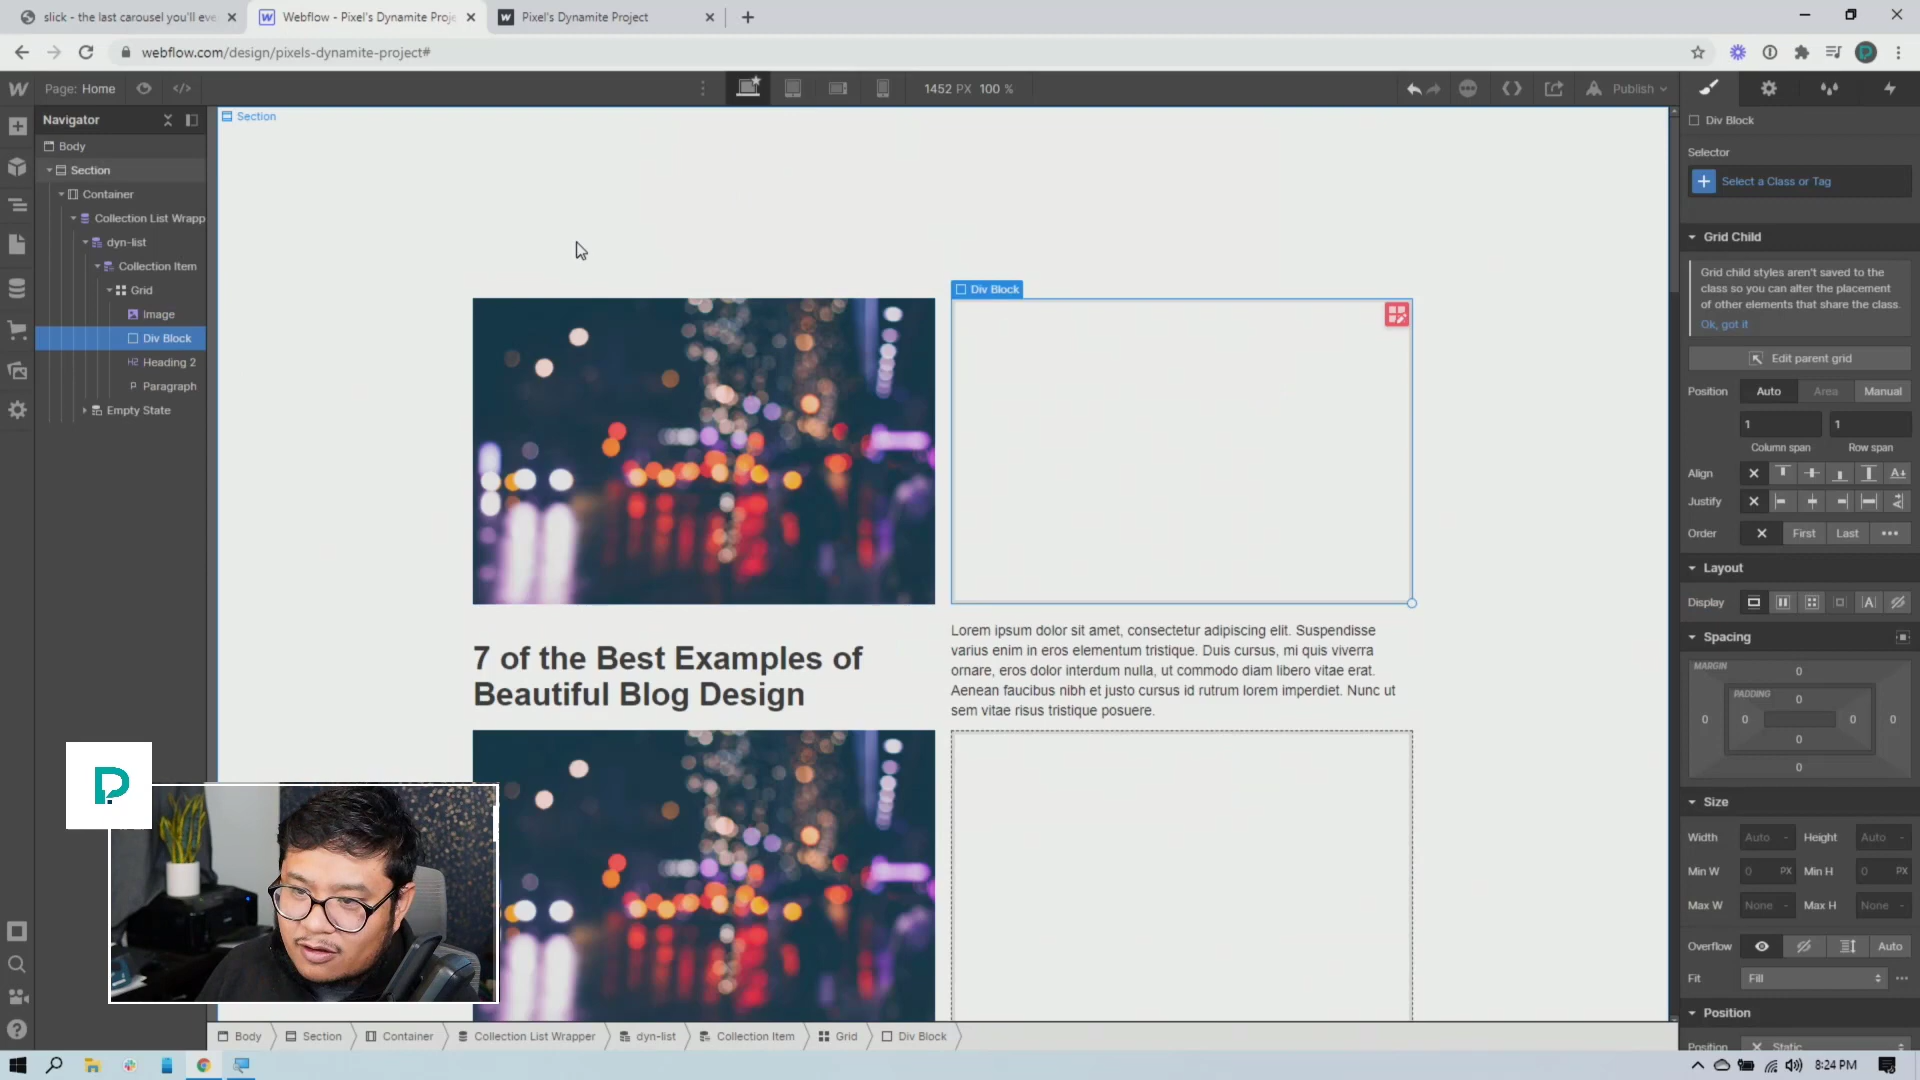 slick - the last carousel you'll eve
Webflow - Pixel's Dynamite Proje
Pixel's Dynamite Project
webflow.com/design/pixels-dynamite-project#
Page: Home
1452 PX 100 %
Publish
Navigator
Body
Section
Container
Collection List Wrapp
dyn-list
Collection Item
Grid
Image
Div Block
H2 Heading 2
P Paragraph
Empty State
Section
Div Block
7 of the Best Examples of
Beautiful Blog Design
Lorem ipsum dolor sit amet, consectetur adipiscing elit. Suspendisse
varius enim in eros elementum tristique. Duis cursus, mi quis viverra
ornare, eros dolor interdum nulla, ut commodo diam libero vitae erat.
Aenean faucibus nibh et justo cursus id rutrum lorem imperdiet. Nunc ut
sem vitae risus tristique posuere.
Div Block
Selector
Select a Class or Tag
Grid Child
Grid child styles aren't saved to the
class so you can alter the placement
of other elements that share the class.
Ok, got it
Edit parent grid
Position Auto Area Manual
1 1
Column span Row span
Align
Justify
Order First Last
Layout
Display
Spacing
MARGIN 0
PADDING 0
0 0 0 0
0
0
Size
Width Auto - Height Auto -
Min W 0 PX Min H 0 PX
Max W None - Max H None -
Overflow Auto
Fit Fill
Position
Position Static
Body Section Container Collection List Wrapper dyn-list Collection Item Grid Div Block
8:24 PM